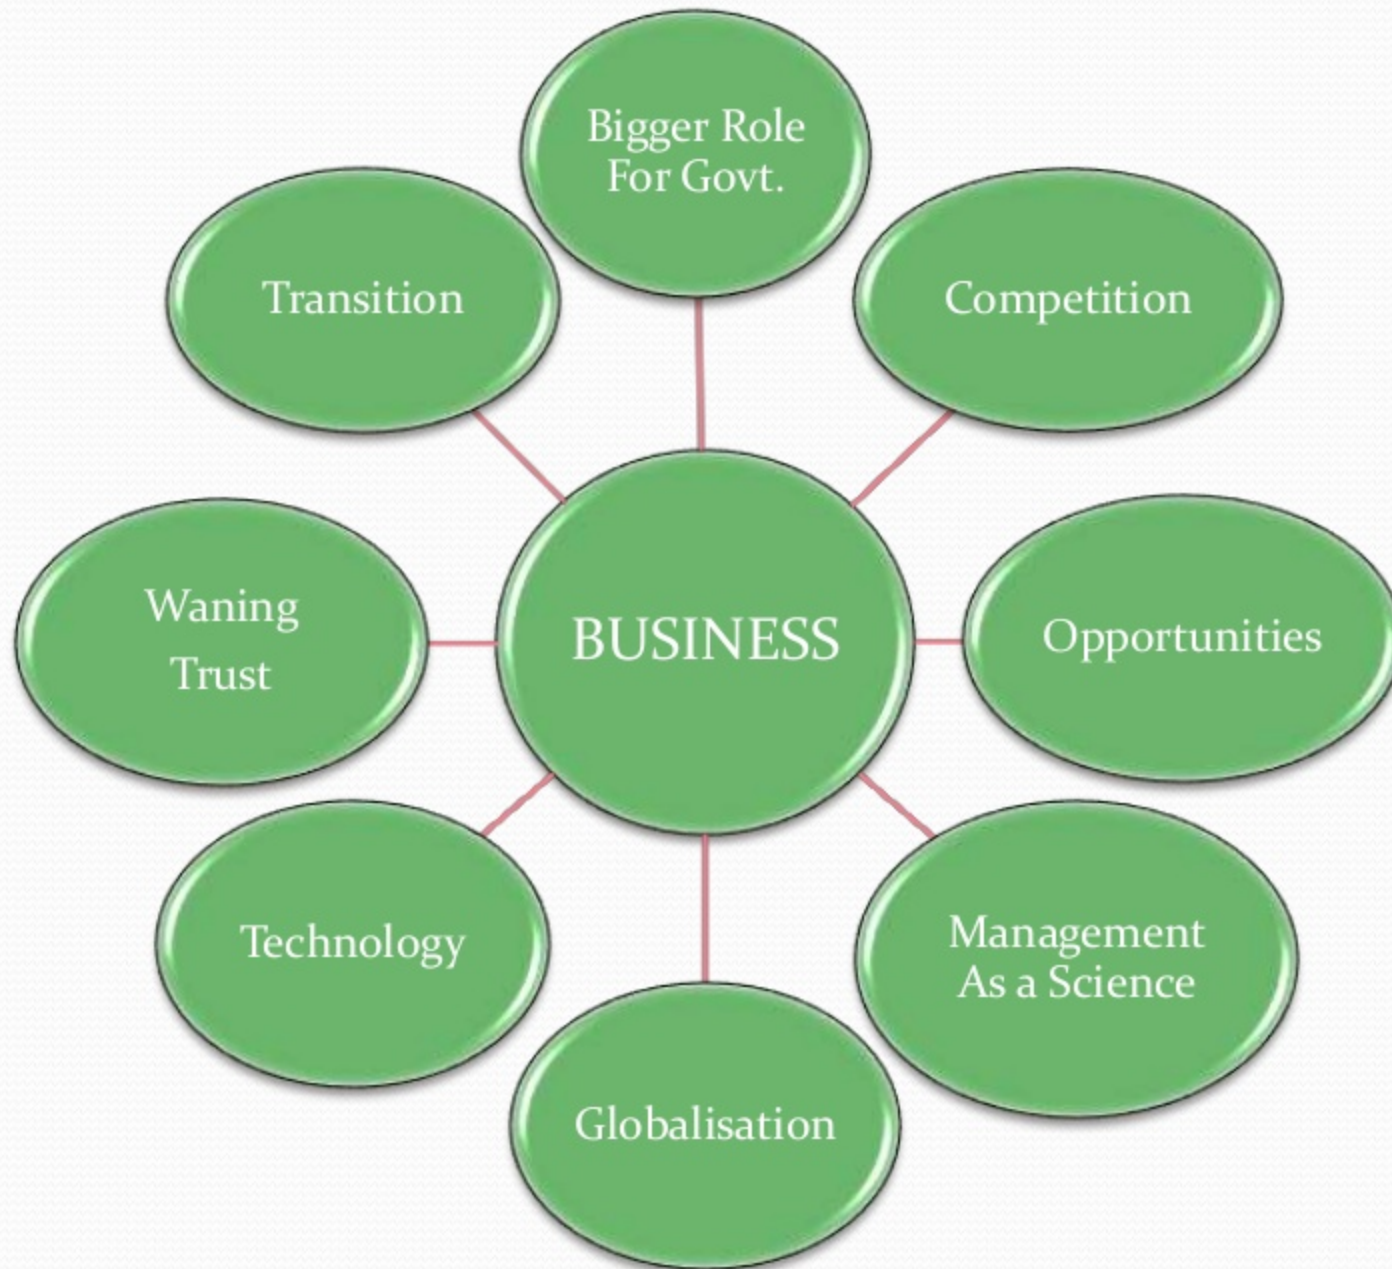 Bigger Role
For Govt.
Transition
Competition
Waning
Trust
BUSINESS
Opportunities
Technology
Management
As a Science
Globalisation